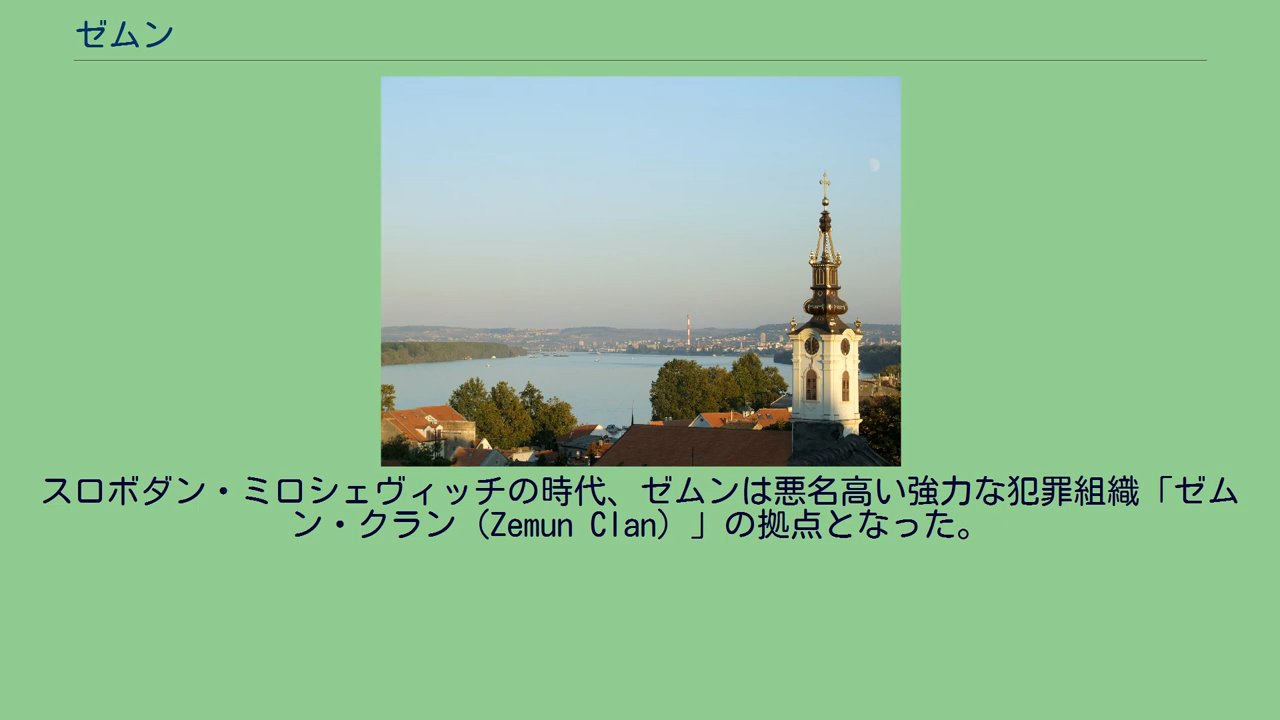 ゼムン
スロボダン・ミロシェヴィッチの時代、ゼムンは悪名高い強力な犯罪組織「ゼム
ン・クラン（Zemun Clan）」の拠点となった。